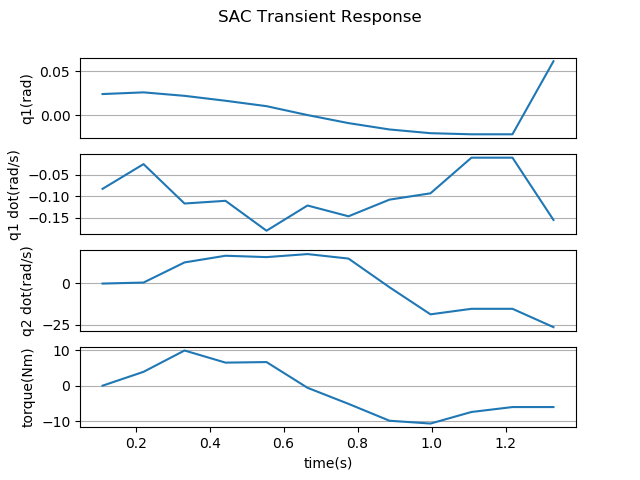 SAC Transient Response
q1(rad)
0.05
0.00
q1 dot(rad/s)
−0.05
−0.10
−0.15
q2 dot(rad/s)
0
−25
torque(Nm)
10
0
−10
0.2 0.4 0.6 0.8 1.0 1.2
time(s)